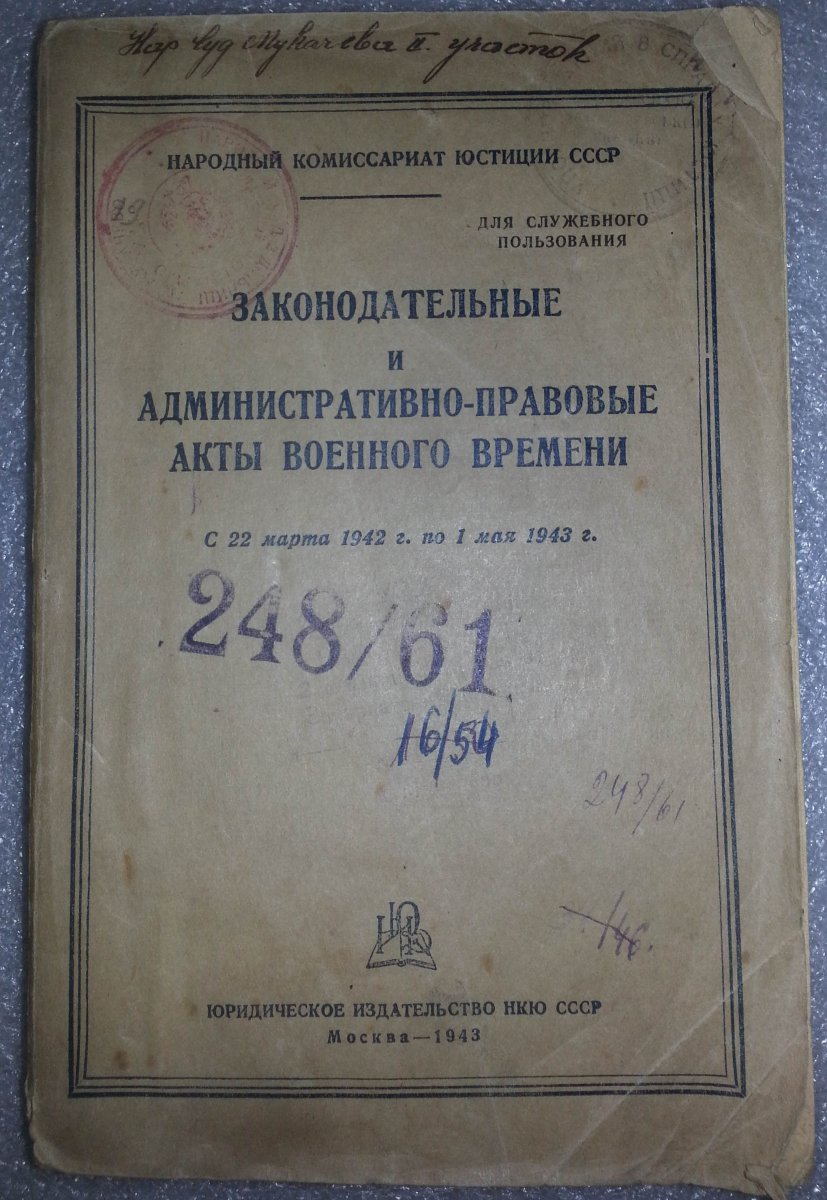 Нар Суд Мукачева II. участок
НАРОДНЫЙ КОМИССАРИАТ ЮСТИЦИИ СССР
ДЛЯ СЛУЖЕБНОГО
ПОЛЬЗОВАНИЯ
ЗАКОНОДАТЕЛЬНЫЕ
и
АДМИНИСТРАТИВНО-ПРАВОВЫЕ
АКТЫ ВОЕННОГО ВРЕМЕНИ
С 22 марта 1942 г. по 1 мая 1943 г.
248/61
16/54
248/61
146.
ЮРИДИЧЕСКОЕ ИЗДАТЕЛЬСТВО НКЮ СССР
Москва—1943